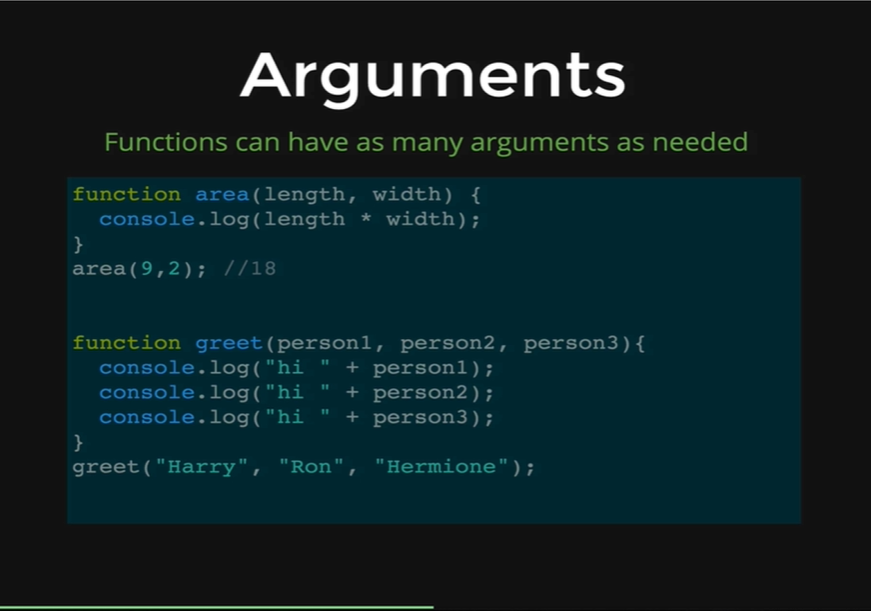 Arguments
Functions can have as many arguments as needed
function area(length, width) {
  console.log(length * width);
}
area(9,2); //18
function greet(person1, person2, person3){
  console.log("hi " + person1);
  console.log("hi " + person2);
  console.log("hi " + person3);
}
greet("Harry", "Ron", "Hermione");